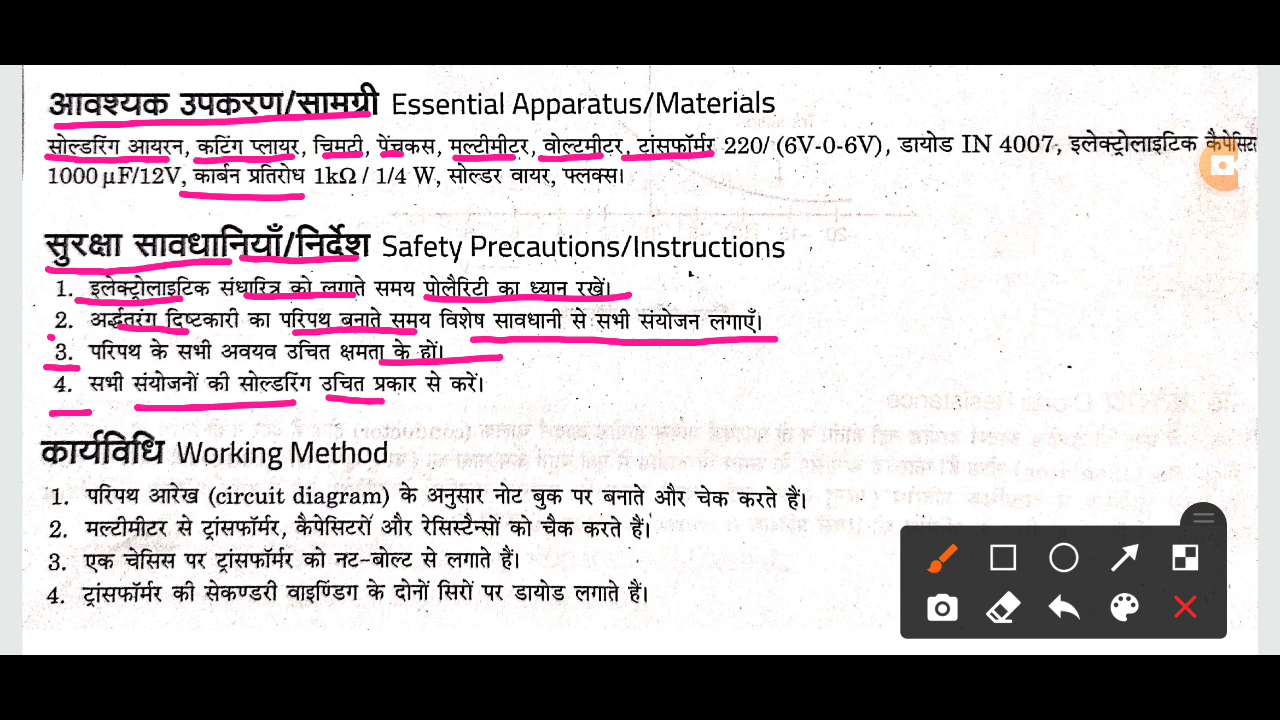 आवश्यक उपकरण/सामग्री Essential Apparatus/Materials
सोल्डरिंग आयरन, कटिंग प्लायर, चिमटी, पेंचकस, मल्टीमीटर, वोल्टमीटर, टांसफॉर्मर 220/ (6V-0-6V), डायोड IN 4007, इलेक्ट्रोलाइटिक
1000 µF/12V, कार्बन प्रतिरोध 1kΩ / 1/4 W, सोल्डर वायर, फ्लक्स।
सुरक्षा सावधानियाँ/निर्देश Safety Precautions/Instructions
1. इलेक्ट्रोलाइटिक संधारित्र को लगाते समय पोलैरिटी का ध्यान रखें।
2. अर्द्धतरंग दिष्टकारी का परिपथ बनाते समय विशेष सावधानी से सभी संयोजन लगाएँ।
3. परिपथ के सभी अवयव उचित क्षमता के हों।
4. सभी संयोजनों की सोल्डरिंग उचित प्रकार से करें।
कार्यविधि Working Method
1. परिपथ आरेख (circuit diagram) के अनुसार नोट बुक पर बनाते और चेक करते हैं।
2. मल्टीमीटर से ट्रांसफॉर्मर, कैपेसिटरों और रेसिस्टैन्सों को चैक करते हैं।
3. एक चेसिस पर ट्रांसफॉर्मर को नट-बोल्ट से लगाते हैं।
4. ट्रांसफॉर्मर की सेकण्डरी वाइण्डिंग के दोनों सिरों पर डायोड लगाते हैं।